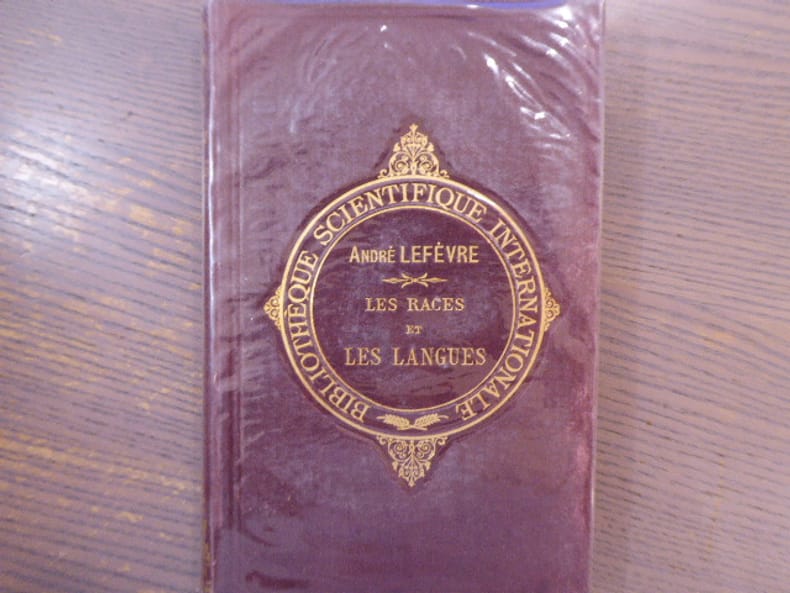 BIBLIOTHÈQUE SCIENTIFIQUE INTERNATIONALE
ANDRÉ LEFÈVRE
LES RACES
ET
LES LANGUES